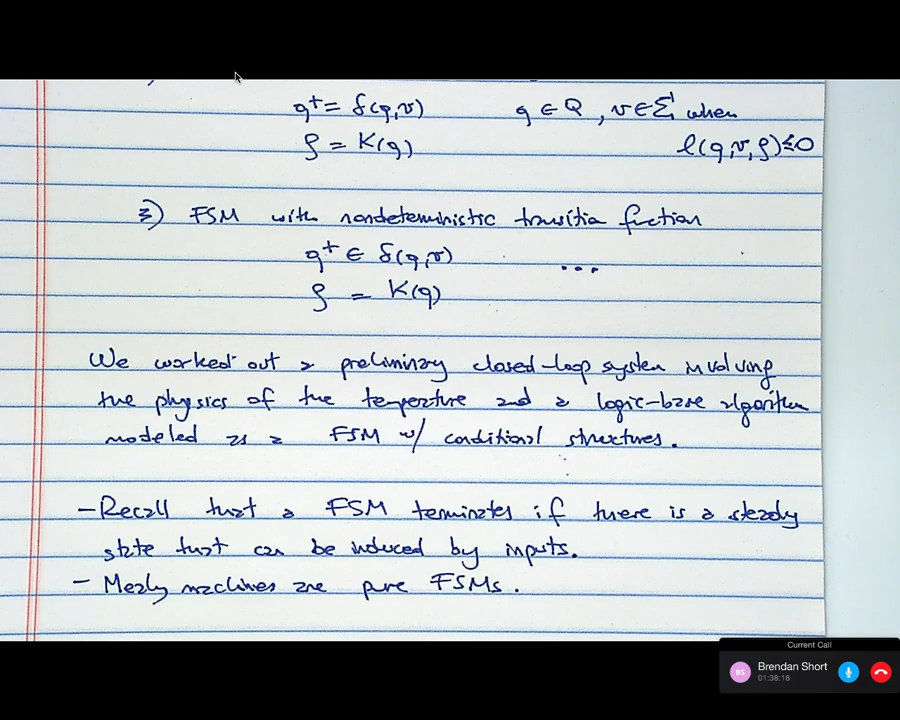 q⁺ = δ(q,v)    q ∈ Q , v ∈ Σ when
ρ = K(q)    l(q,v,ρ) ≤ 0
3) FSM with nondeterministic transitio fuction
q⁺ ∈ δ(q,v)    ...
ρ = K(q)
We worked out a preliminary closed-loop system involving
the physics of the temperature and a logic-base algorithm
modeled as a FSM w/ conditional structures.
- Recall that a FSM terminates if there is a steady
state that can be induced by inputs.
- Mealy machines are pure FSMs.
Current Call
BS
Brendan Short
01:38:18